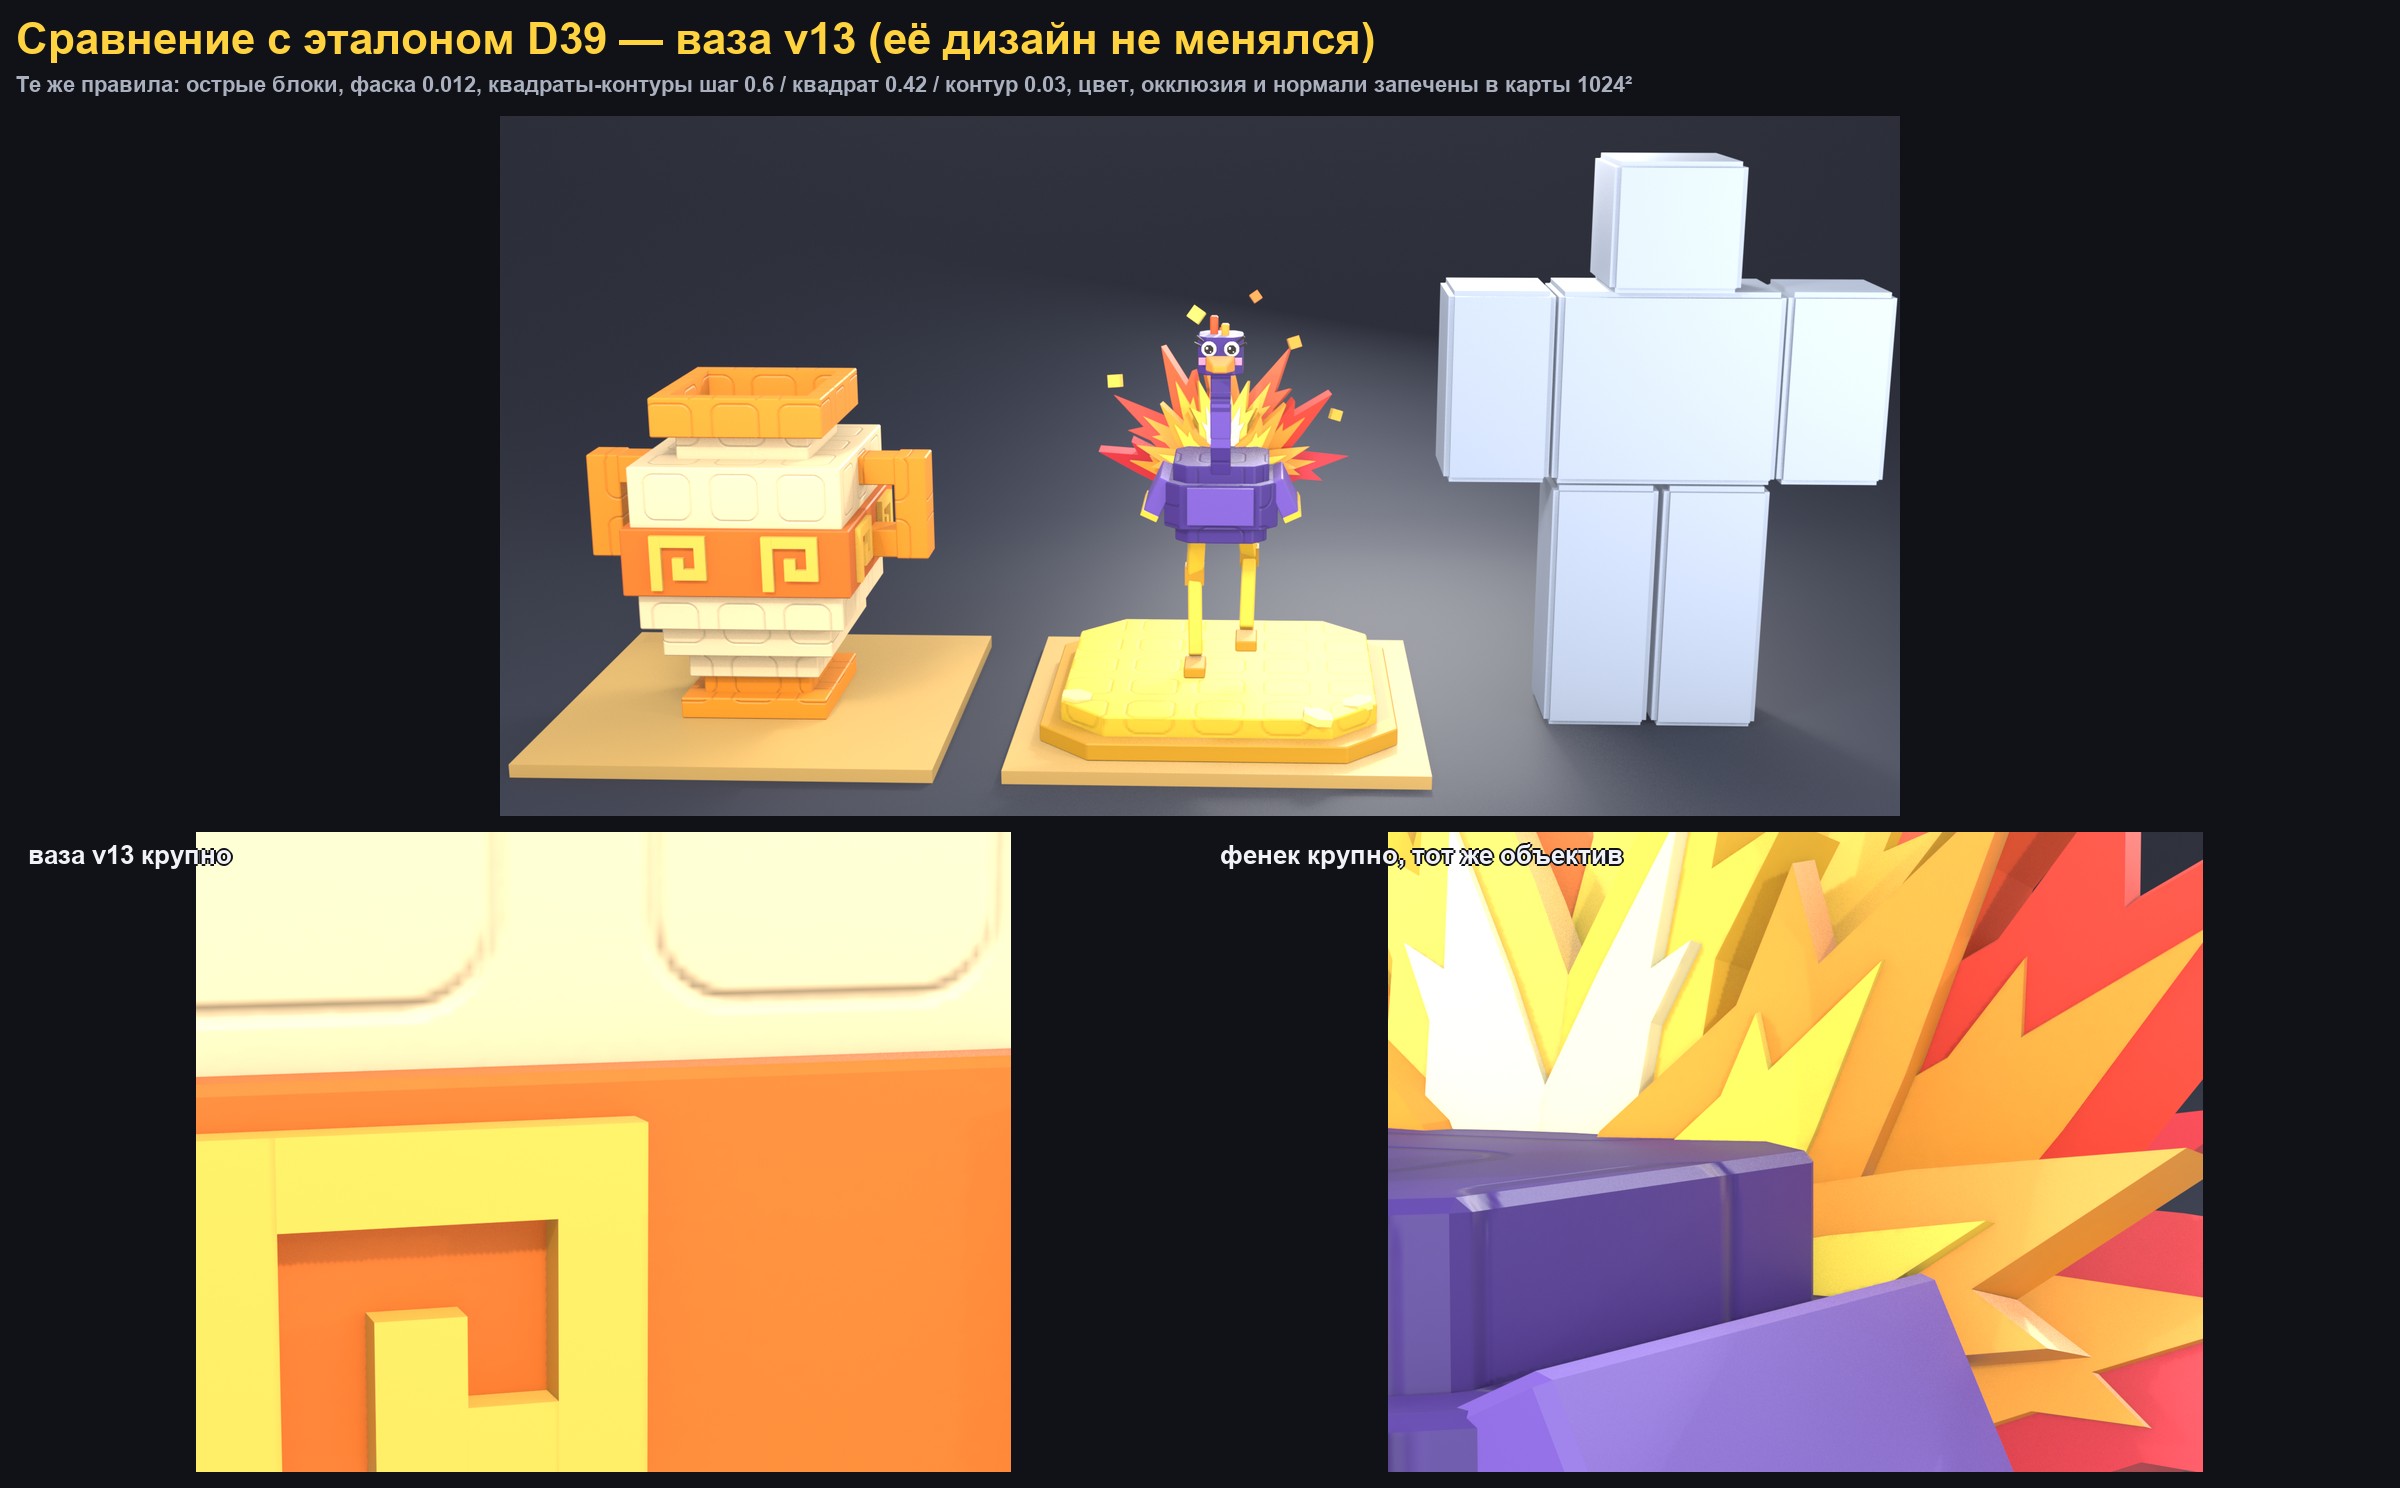 Сравнение с эталоном D39 — ваза v13 (её дизайн не менялся)
Те же правила: острые блоки, фаска 0.012, квадраты-контуры шаг 0.6 / квадрат 0.42 / контур 0.03, цвет, окклюзия и нормали запечены в карты 1024²
ваза v13 крупно
фенек крупно, тот же объектив